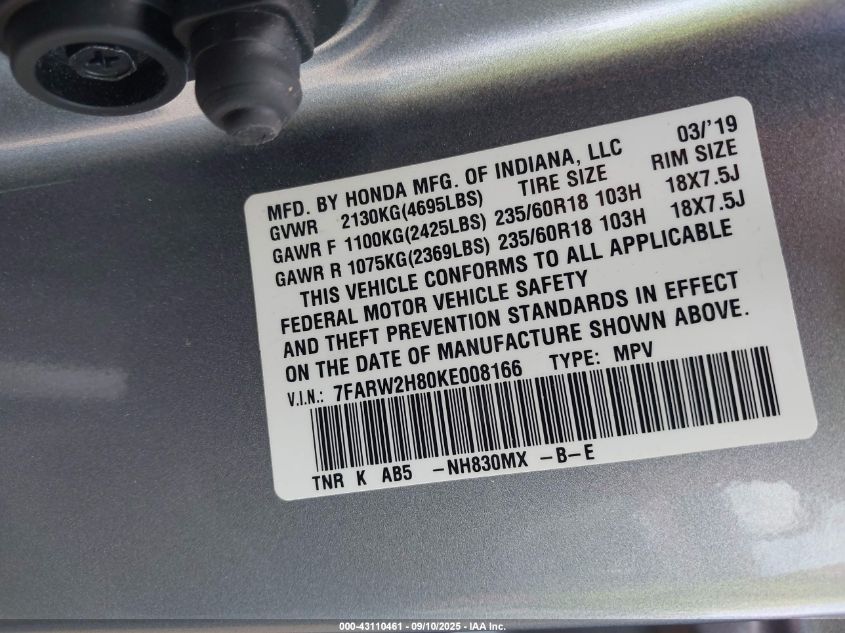 MFD. BY HONDA MFG. OF INDIANA, LLC 03/'19
GVWR 2130KG(4695LBS) TIRE SIZE RIM SIZE
GAWR F 1100KG(2425LBS) 235/60R18 103H 18X7.5J
GAWR R 1075KG(2369LBS) 235/60R18 103H 18X7.5J
THIS VEHICLE CONFORMS TO ALL APPLICABLE
FEDERAL MOTOR VEHICLE SAFETY
AND THEFT PREVENTION STANDARDS IN EFFECT
ON THE DATE OF MANUFACTURE SHOWN ABOVE.
V.I.N.: 7FARW2H80KE008166 TYPE: MPV
TNR K AB5 -NH830MX -B-E
000-43110461 - 09/10/2025 - IAA Inc.